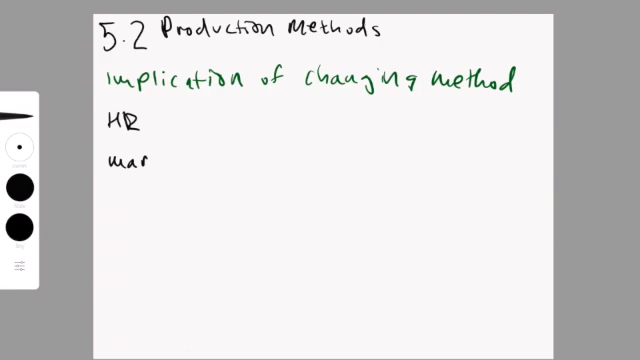 5.2 Production Methods
implication of changing method
HR
mar